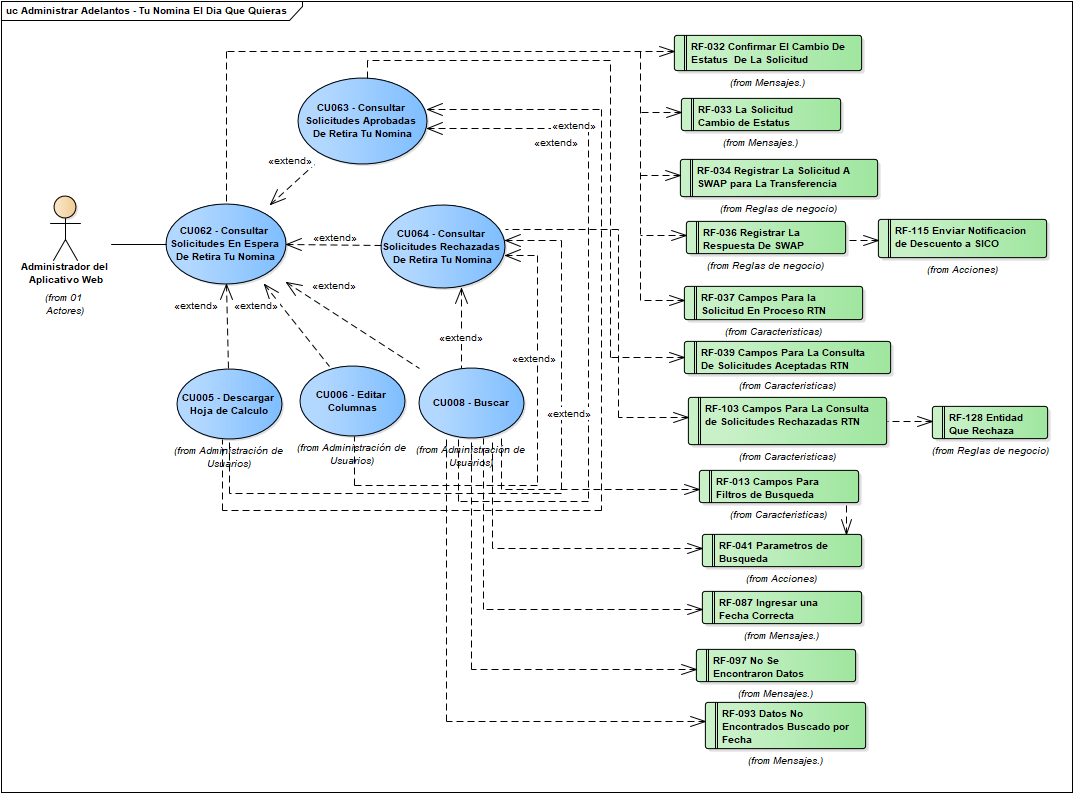 uc Administrar Adelantos - Tu Nomina El Dia Que Quieras
CU063 - Consultar
Solicitudes Aprobadas
De Retira Tu Nomina
«extend»
«extend»
«extend»
Administrador del
Aplicativo Web
(from 01
Actores)
CU062 - Consultar
Solicitudes En Espera
De Retira Tu Nomina
«extend»
CU064 - Consultar
Solicitudes Rechazadas
De Retira Tu Nomina
«extend»
«extend»
«extend»
«extend»
«extend»
«extend»
CU005 - Descargar
Hoja de Calculo
(from Administración de
Usuarios)
CU006 - Editar
Columnas
(from Administración de
Usuarios)
CU008 - Buscar
(from Administración de
Usuarios)
RF-032 Confirmar El Cambio De
Estatus De La Solicitud
(from Mensajes.)
RF-033 La Solicitud
Cambio de Estatus
(from Mensajes.)
RF-034 Registrar La Solicitud A
SWAP para La Transferencia
(from Reglas de negocio)
RF-036 Registrar La
Respuesta De SWAP
(from Reglas de negocio)
RF-115 Enviar Notificacion
de Descuento a SICO
(from Acciones)
RF-037 Campos Para la
Solicitud En Proceso RTN
(from Caracteristicas)
RF-039 Campos Para La Consulta
De Solicitudes Aceptadas RTN
(from Caracteristicas)
RF-103 Campos Para La Consulta
de Solicitudes Rechazadas RTN
(from Caracteristicas)
RF-128 Entidad
Que Rechaza
(from Reglas de negocio)
RF-013 Campos Para
Filtros de Busqueda
(from Caracteristicas)
RF-041 Parametros de
Busqueda
(from Acciones)
RF-087 Ingresar una
Fecha Correcta
(from Mensajes.)
RF-097 No Se
Encontraron Datos
(from Mensajes.)
RF-093 Datos No
Encontrados Buscado por
Fecha
(from Mensajes.)